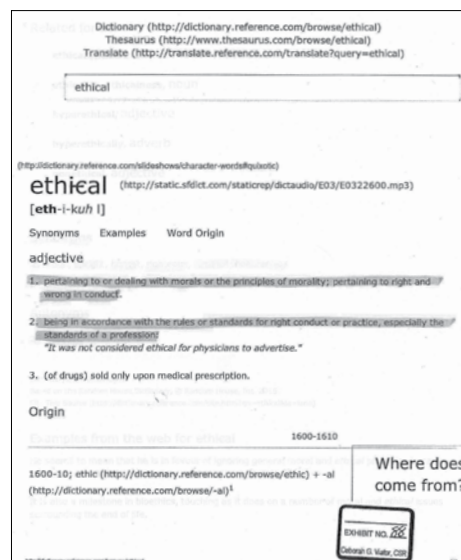 Dictionary (http://dictionary.reference.com/browse/ethical)
Thesaurus (http://www.thesaurus.com/browse/ethical)
Translate (http://translate.reference.com/translate?query=ethical)
ethical
(http://dictionary.reference.com/slideshows/character-words#quixotic)
ethical (http://static.sfdict.com/staticrep/dictaudio/E03/E0322600.mp3)
[eth-i-kuh l]
Synonyms Examples Word Origin
adjective
1. pertaining to or dealing with morals or the principles of morality; pertaining to right and
wrong in conduct.
2. being in accordance with the rules or standards for right conduct or practice, especially the
standards of a profession:
"It was not considered ethical for physicians to advertise."
3. (of drugs) sold only upon medical prescription.
Origin
Examples from the web for ethical
1600-1610
1600-10; ethic (http://dictionary.reference.com/browse/ethic) + -al
(http://dictionary.reference.com/browse/-al)¹
Where does
come from?
EXHIBIT NO. 88
Deborah G. Viator, CSR